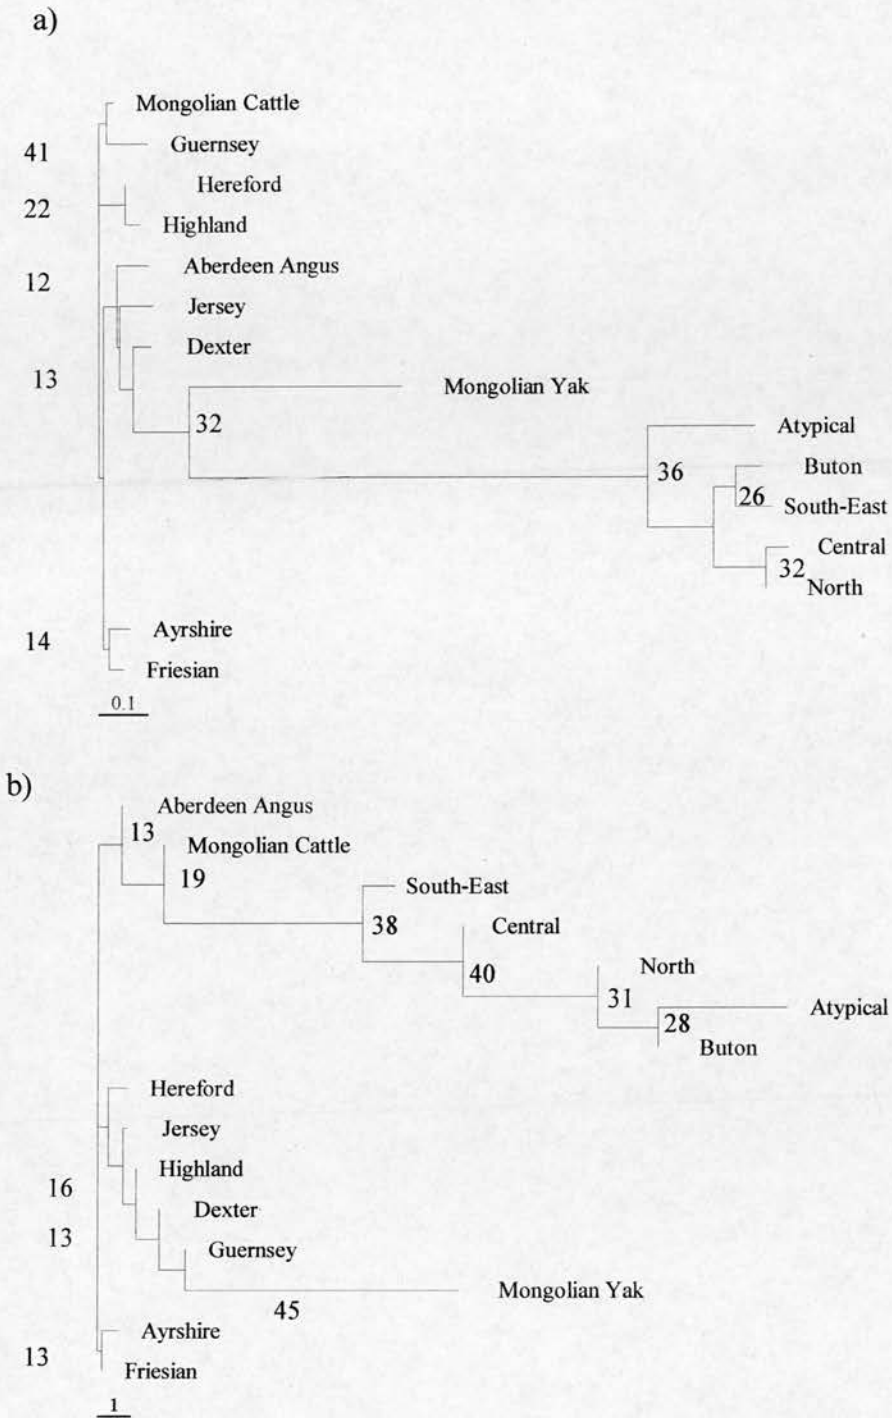 a)
Mongolian Cattle
41
Guernsey
Hereford
22
Highland
12
Aberdeen Angus
Jersey
Dexter
13
Mongolian Yak
32
Atypical
36
Buton
26
South-East
Central
32
North
14
Ayrshire
Friesian
0.1
b)
Aberdeen Angus
13
Mongolian Cattle
19
South-East
38
Central
40
North
31
Atypical
28
Buton
Hereford
Jersey
Highland
16
Dexter
13
Guernsey
Mongolian Yak
45
Ayrshire
13
Friesian
1